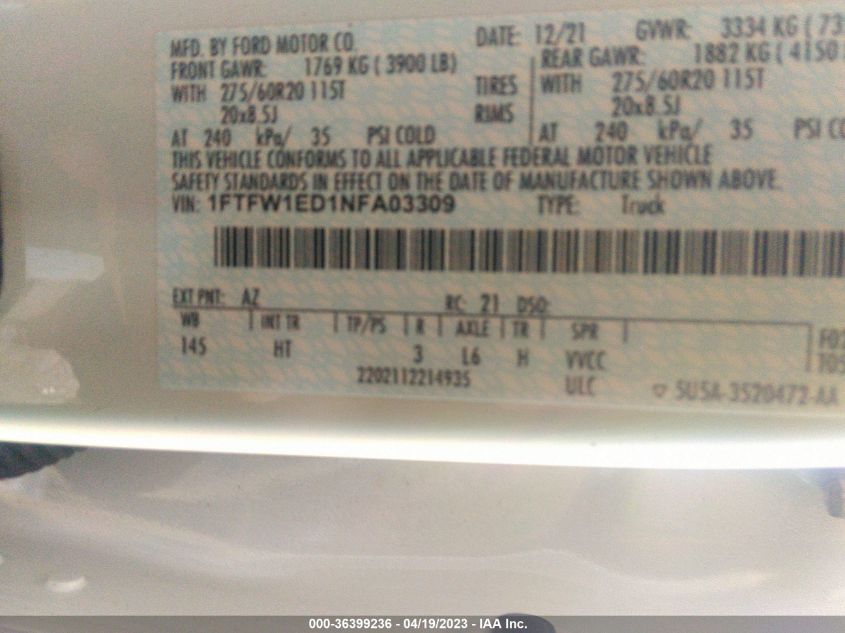 MFD. BY FORD MOTOR CO. DATE: 12/21 GVWR: 3334 KG ( 73
FRONT GAWR: 1769 KG ( 3900 LB) REAR GAWR: 1882 KG ( 4150
WITH 275/60R20 115T TIRES WITH 275/60R20 115T
20x8.5J RIMS 20x8.5J
AT 240 kPa/ 35 PSI COLD AT 240 kPa/ 35 PSI CO
THIS VEHICLE CONFORMS TO ALL APPLICABLE FEDERAL MOTOR VEHICLE
SAFETY STANDARDS IN EFFECT ON THE DATE OF MANUFACTURE SHOWN ABOVE.
VIN: 1FTFW1ED1NFA03309 TYPE: Truck
EXT PNT: AZ RC: 21 DSO:
WB INT TR TP/PS R AXLE TR SPR F02
145 HT 3 L6 H VVCC T05
2202112214935 ULC 5U5A-3520472-AA
000-36399236 - 04/19/2023 - IAA Inc.